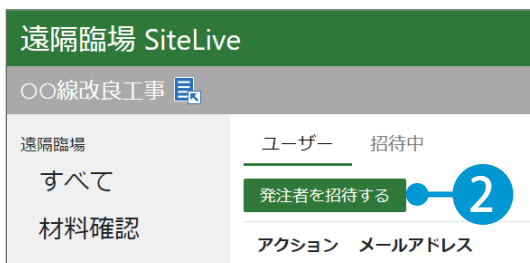 遠隔臨場 SiteLive
○○線改良工事
遠隔臨場
すべて
材料確認
ユーザー 招待中
発注者を招待する
2
アクション メールアドレス